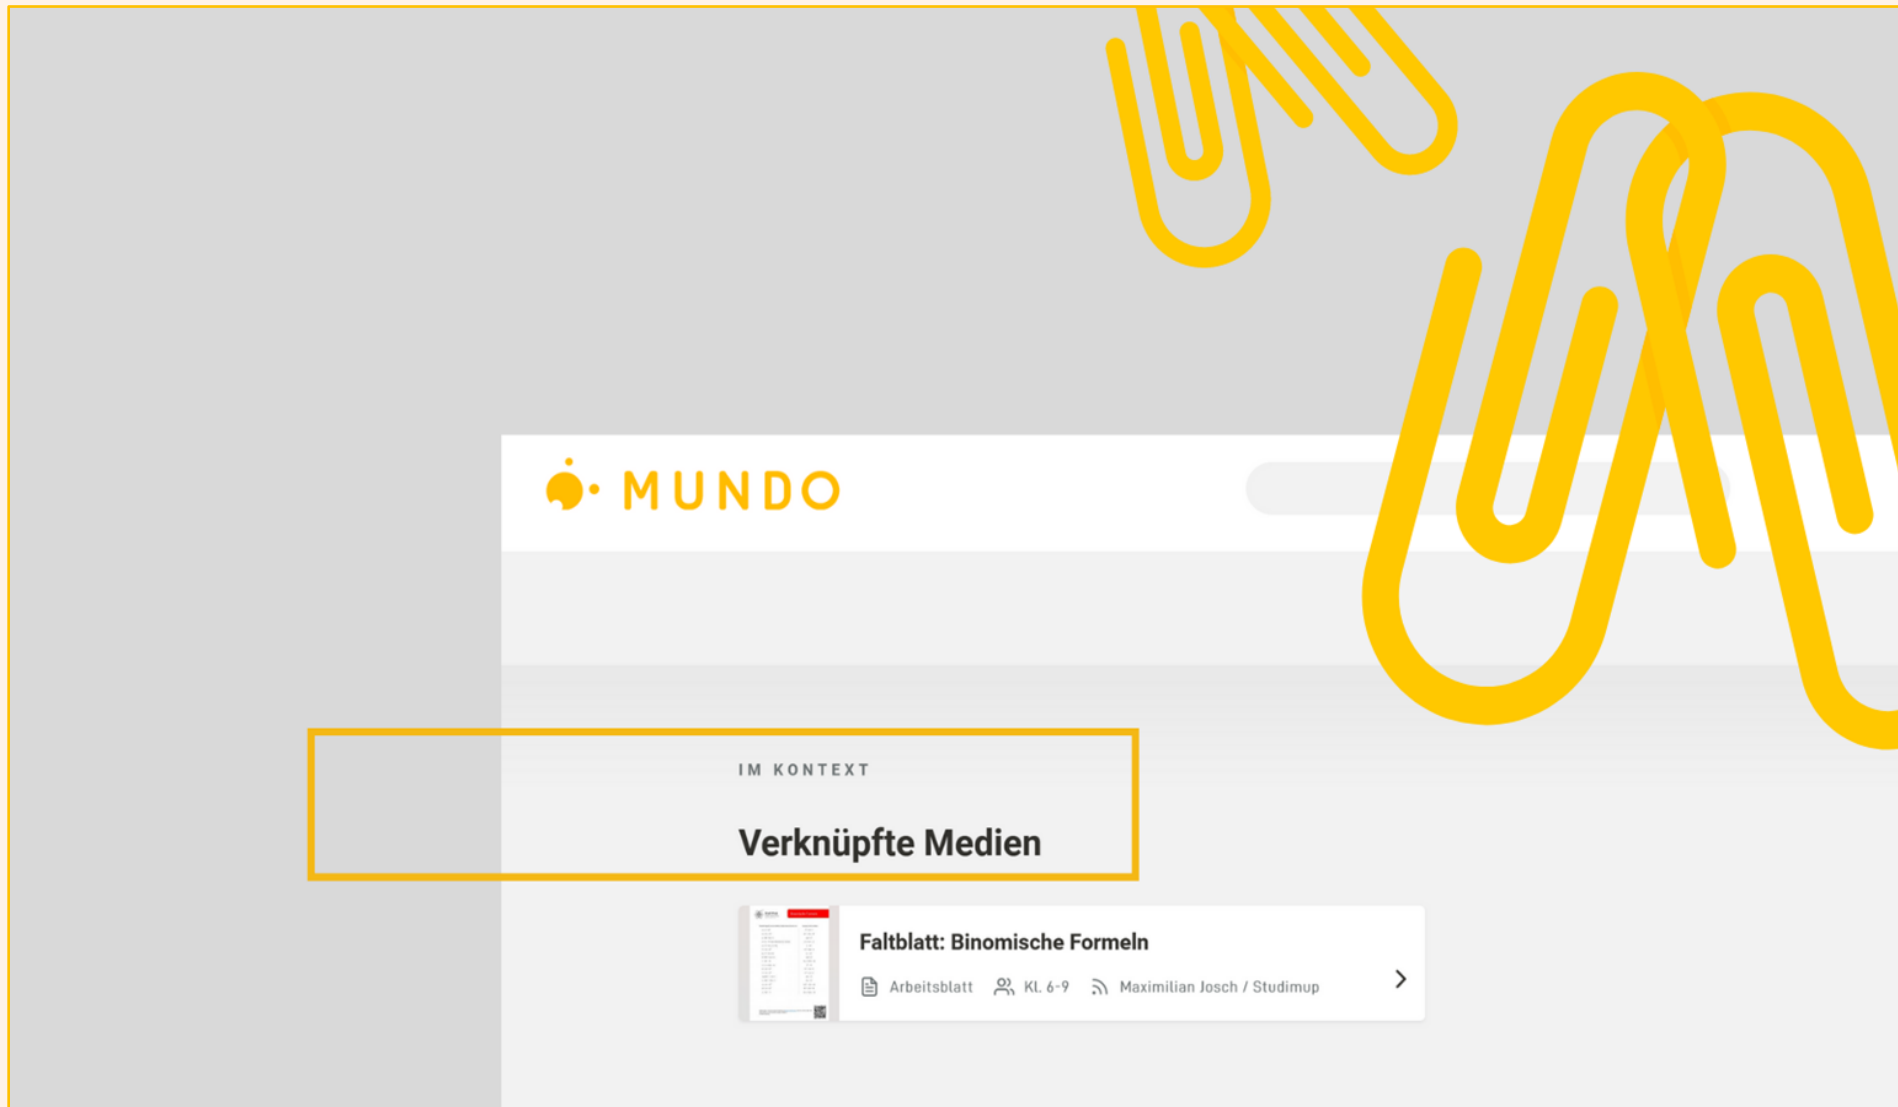 MUNDO
IM KONTEXT
Verknüpfte Medien
Faltblatt: Binomische Formeln
Arbeitsblatt Kl. 6-9 Maximilian Josch / Studimup